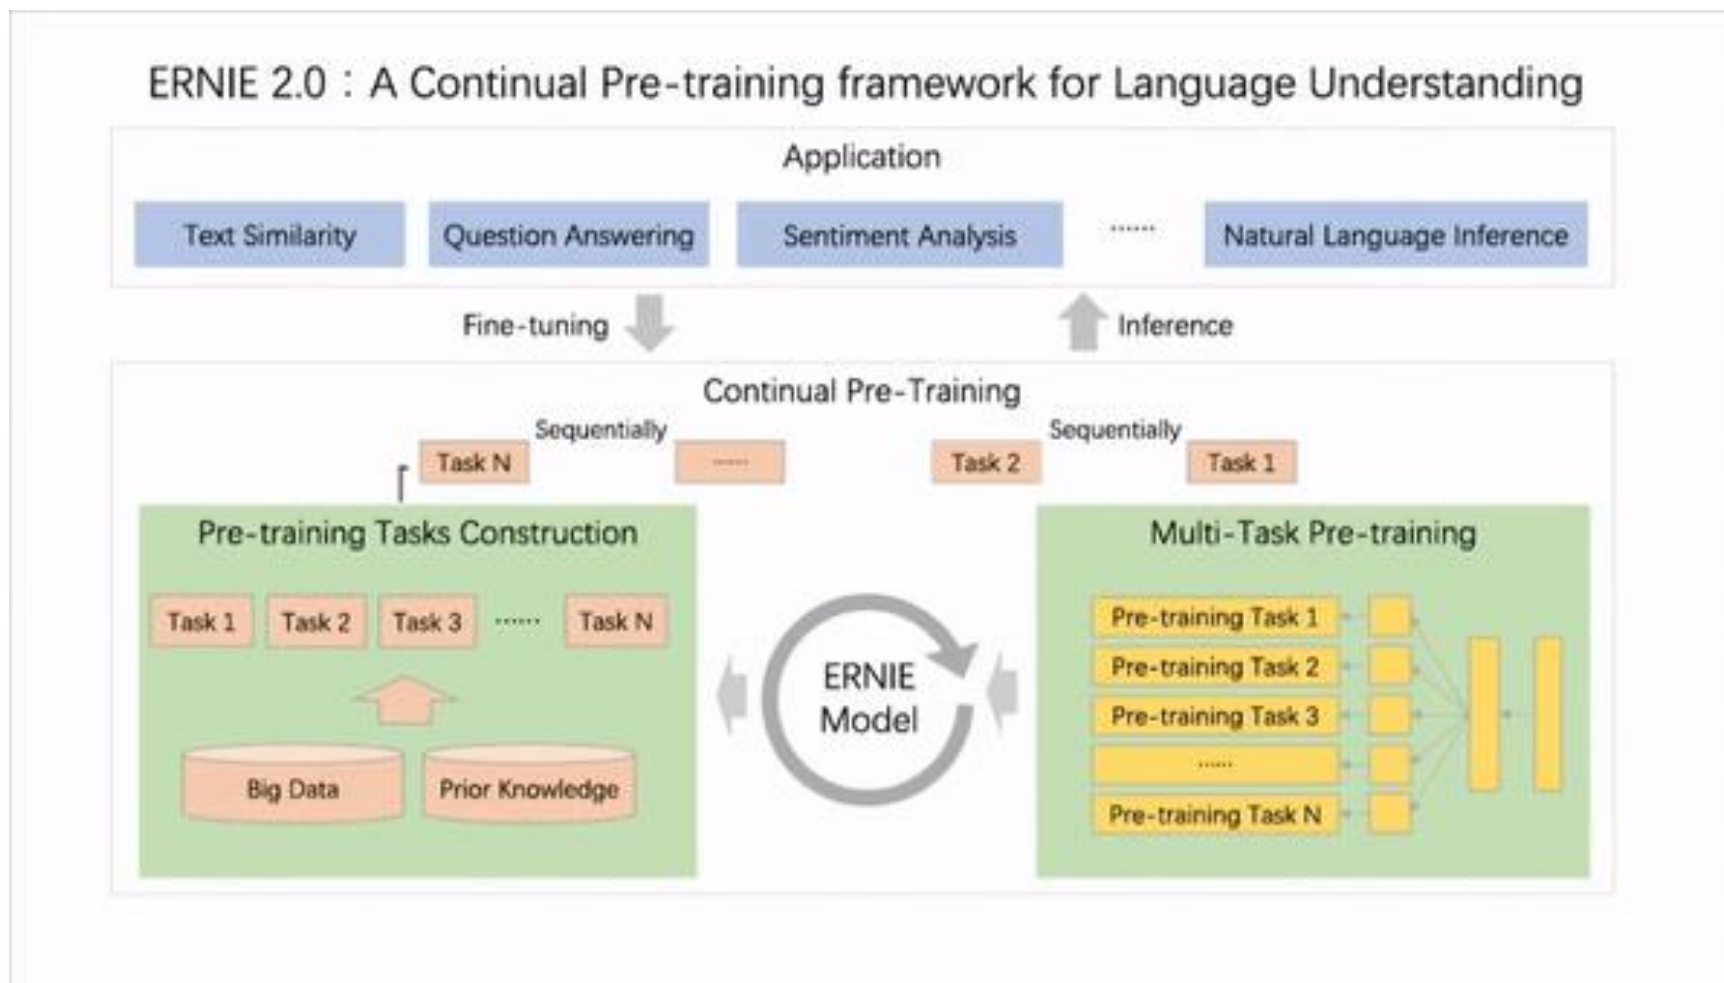 ERNIE 2.0 : A Continual Pre-training framework for Language Understanding
Application
Text Similarity
Question Answering
Sentiment Analysis
......
Natural Language Inference
Fine-tuning
Inference
Continual Pre-Training
Sequentially
Sequentially
Task N
......
Task 2
Task 1
Pre-training Tasks Construction
Task 1
Task 2
Task 3
......
Task N
Big Data
Prior Knowledge
ERNIE
Model
Multi-Task Pre-training
Pre-training Task 1
Pre-training Task 2
Pre-training Task 3
......
Pre-training Task N